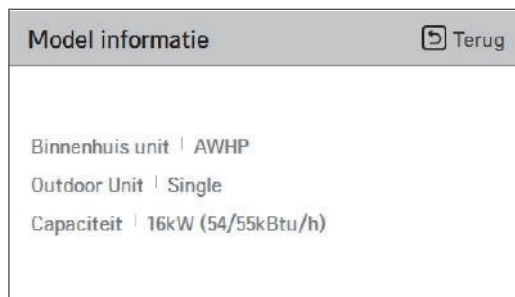 Model informatie
Terug
Binnenhuis unit | AWHP
Outdoor Unit | Single
Capaciteit | 16kW (54/55kBtu/h)